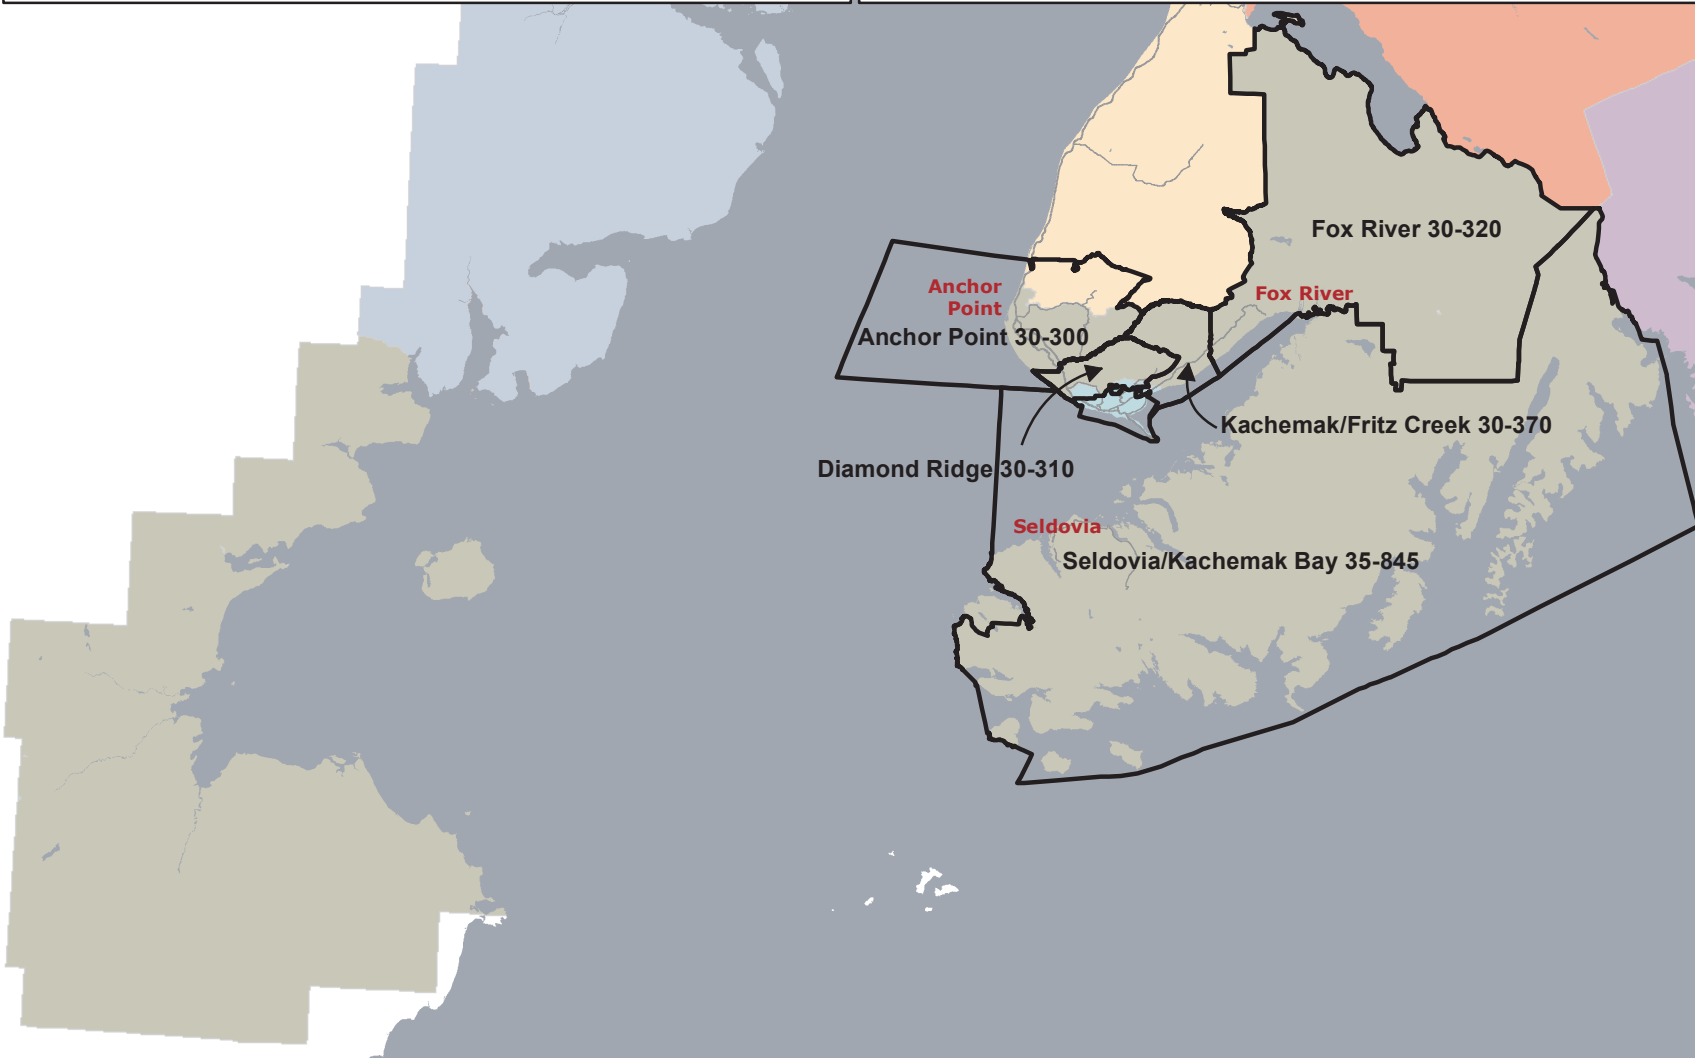 Fox River 30-320
Anchor
Point
Fox River
Anchor Point 30-300
Kachemak/Fritz Creek 30-370
Diamond Ridge 30-310
Seldovia
Seldovia/Kachemak Bay 35-845